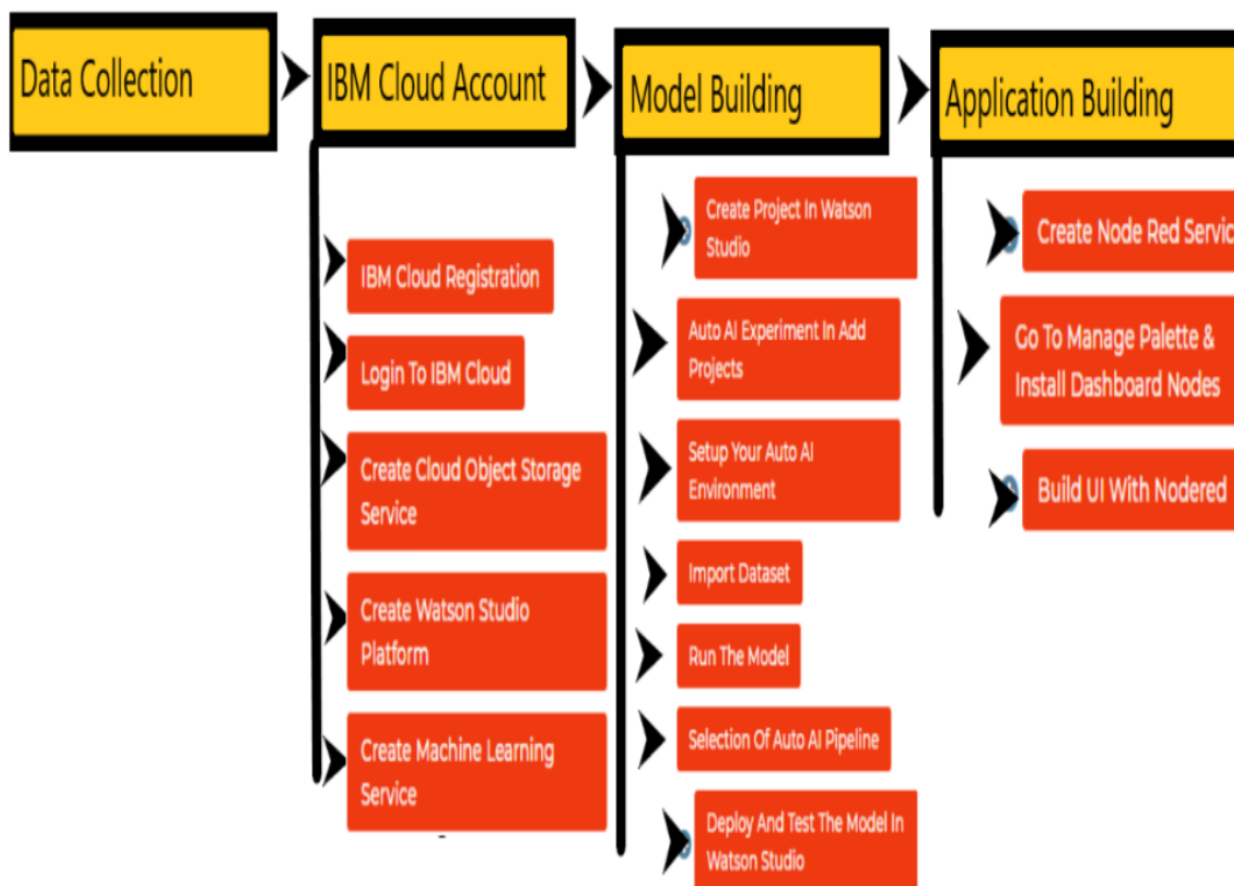 Data Collection
IBM Cloud Account
Model Building
Application Building
IBM Cloud Registration
Login To IBM Cloud
Create Cloud Object Storage
Service
Create Watson Studio
Platform
Create Machine Learning
Service
Create Project In Watson
Studio
Auto AI Experiment In Add
Projects
Setup Your Auto AI
Environment
Import Dataset
Run The Model
Selection Of Auto AI Pipeline
Deploy And Test The Model In
Watson Studio
Create Node Red Servic
Go To Manage Palette &
Install Dashboard Nodes
Build UI With Nodered